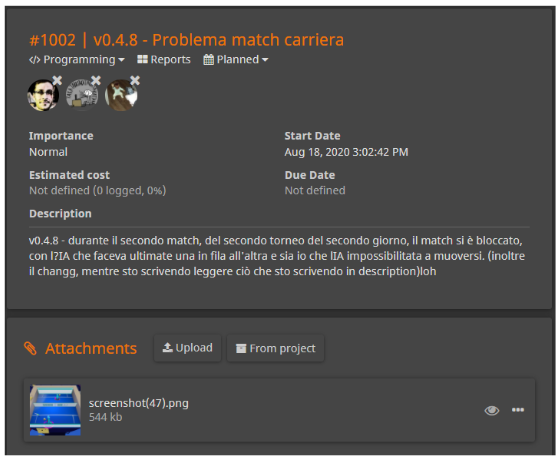 #1002 | v0.4.8 - Problema match carriera
</> Programming Reports Planned
Importance Start Date
Normal Aug 18, 2020 3:02:42 PM
Estimated cost Due Date
Not defined (0 logged, 0%) Not defined
Description
v0.4.8 - durante il secondo match, del secondo torneo del secondo giorno, il match si è bloccato,
con l?IA che faceva ultimate una in fila all'altra e sia io che lIA impossibilitata a muoversi. (inoltre
il changg, mentre sto scrivendo leggere ciò che sto scrivendo in description)loh
Attachments Upload From project
screenshot(47).png
544 kb